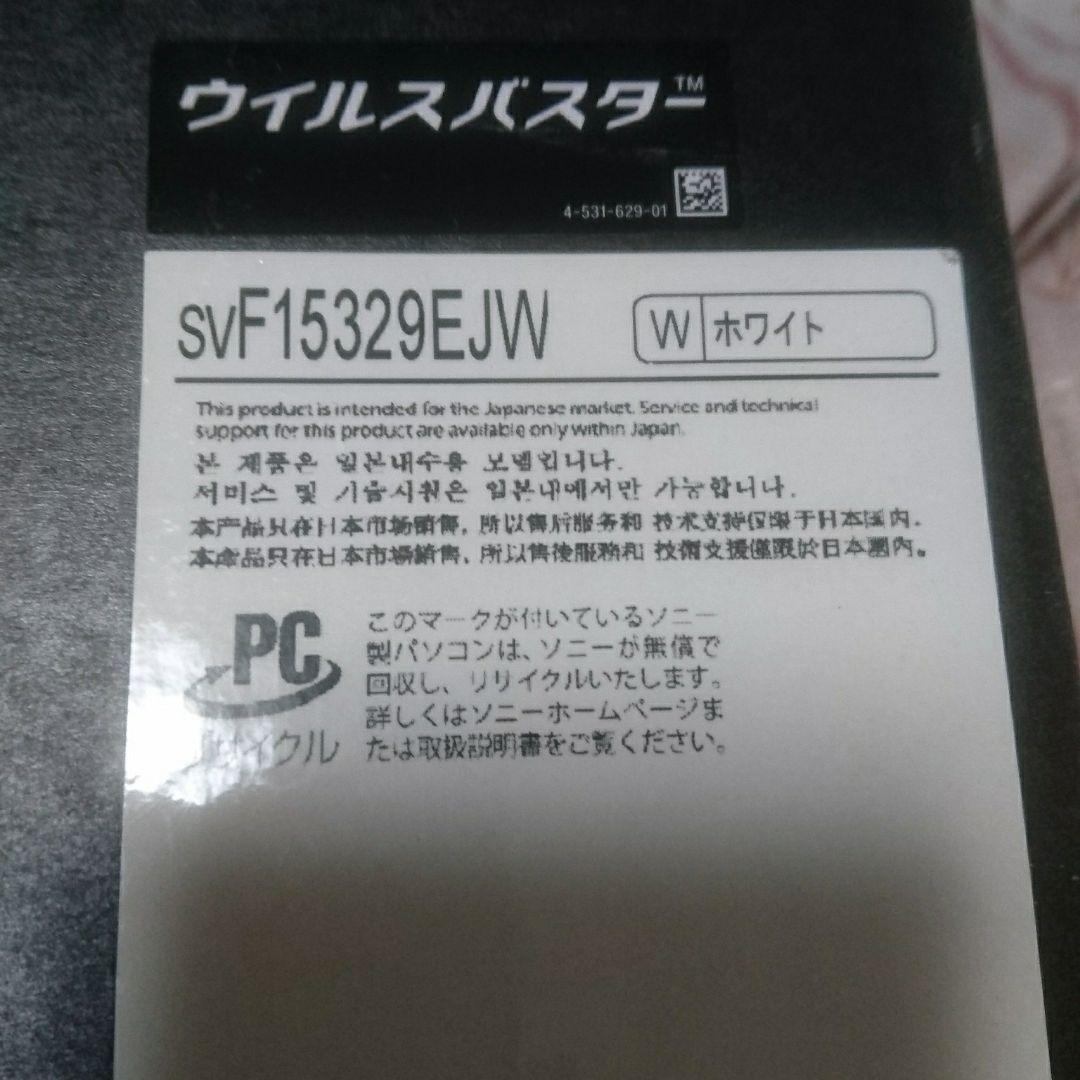 ウイルスバスター™
4-531-629-01
SVF15329EJW
W ホワイト
This product is intended for the Japanese market. Service and technical
support for this product are available only within Japan.
본 제품은 일본내수용 모델입니다.
서비스 및 기술지원은 일본내에서만 가능합니다.
本产品只在日本市场销售，所以售后服务和 技术支持仅限于日本国内。
本産品只在日本市場銷售，所以售後服務和 技術支援僅限於日本國內。
PC
リサイクル
このマークが付いているソニー
製パソコンは、ソニーが無償で
回収し、リサイクルいたします。
詳しくはソニーホームページま
たは取扱説明書をご覧ください。